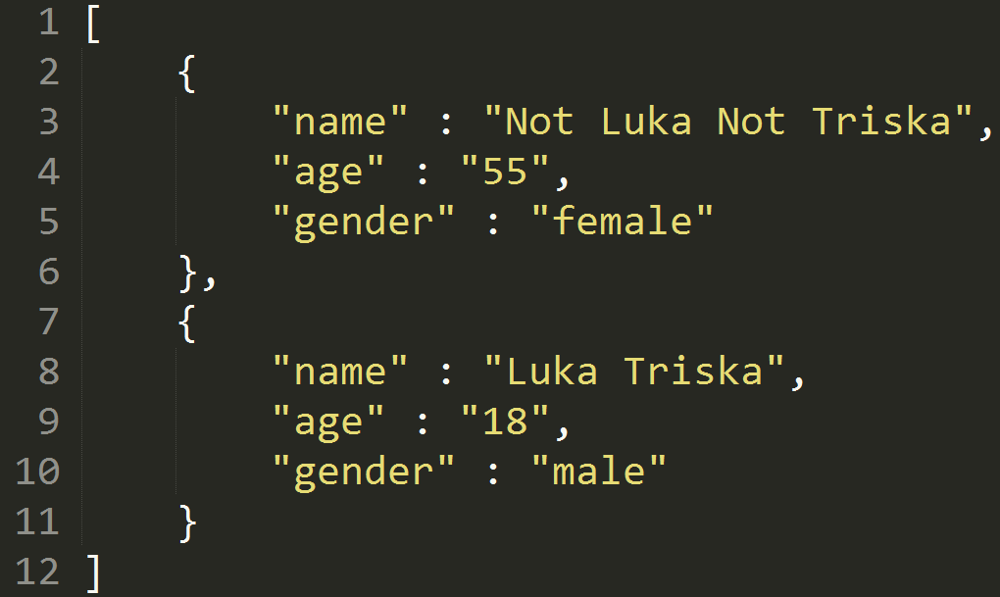 1 [
2     {
3         "name" : "Not Luka Not Triska",
4         "age" : "55",
5         "gender" : "female"
6     },
7     {
8         "name" : "Luka Triska",
9         "age" : "18",
10         "gender" : "male"
11     }
12 ]